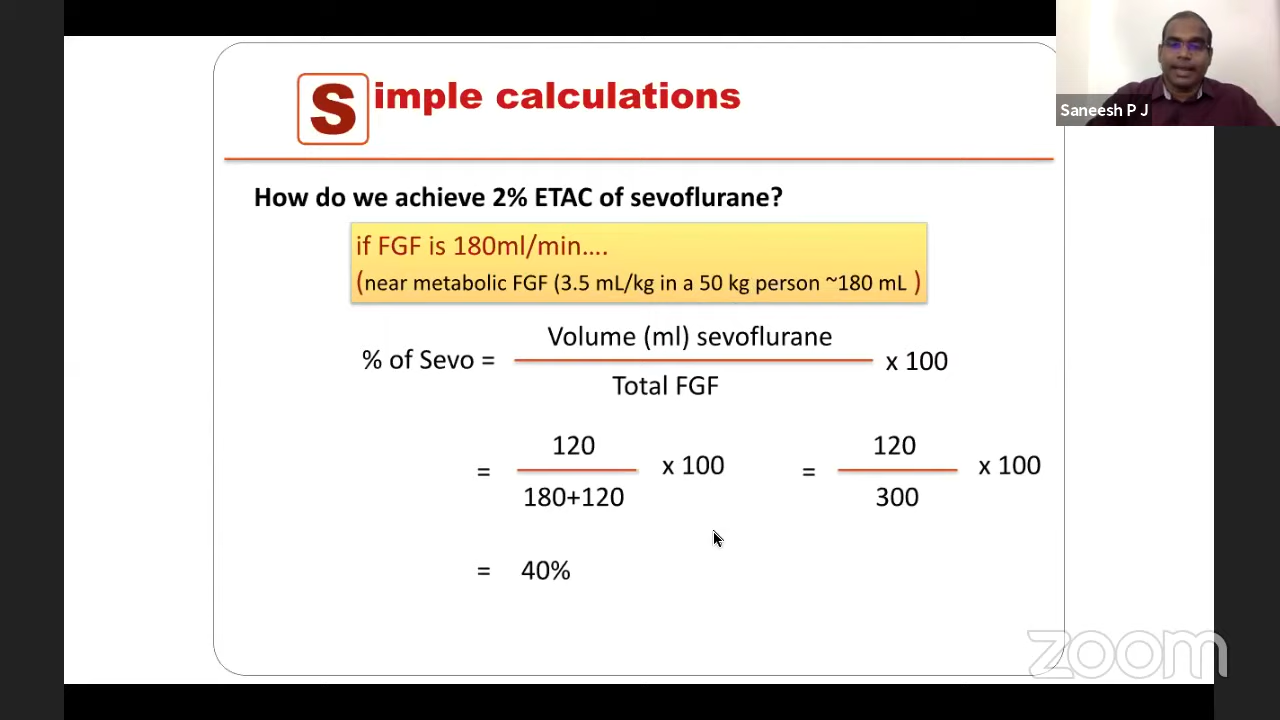 Simple calculations
Saneesh P J
How do we achieve 2% ETAC of sevoflurane?
if FGF is 180ml/min....
(near metabolic FGF (3.5 mL/kg in a 50 kg person ~180 mL )
Volume (ml) sevoflurane
% of Sevo = x 100
Total FGF
120 120
= x 100 = x 100
180+120 300
= 40%
zoom